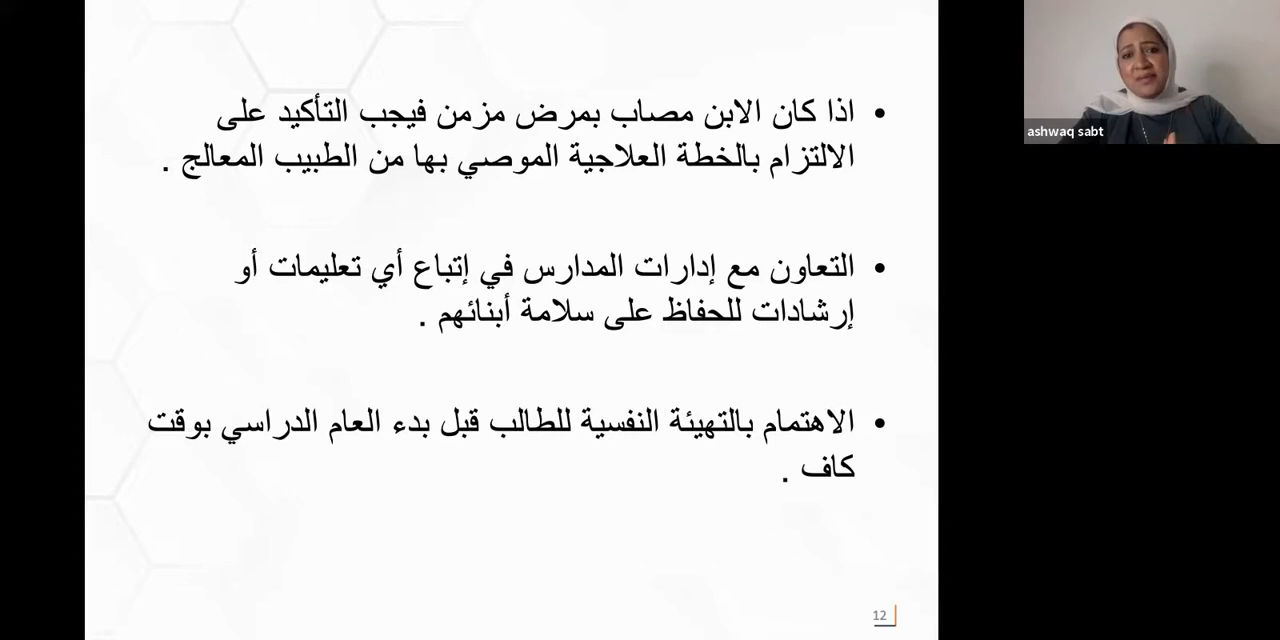 • اذا كان الابن مصاب بمرض مزمن فيجب التأكيد على
الالتزام بالخطة العلاجية الموصي بها من الطبيب المعالج .
• التعاون مع إدارات المدارس في إتباع أي تعليمات أو
إرشادات للحفاظ على سلامة أبنائهم .
• الاهتمام بالتهيئة النفسية للطالب قبل بدء العام الدراسي بوقت
كاف .
12
ashwaq sabt